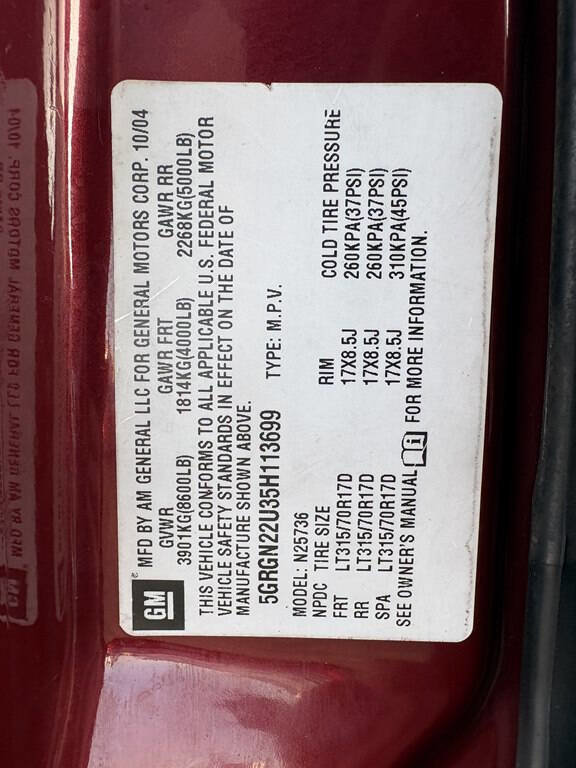 GM
MFD BY AM GENERAL LLC FOR GENERAL MOTORS CORP. 10/04
GVWR GAWR FRT GAWR RR
3901KG(8600LB) 1814KG(4000LB) 2268KG(5000LB)
THIS VEHICLE CONFORMS TO ALL APPLICABLE U.S. FEDERAL MOTOR
VEHICLE SAFETY STANDARDS IN EFFECT ON THE DATE OF
MANUFACTURE SHOWN ABOVE.
5GRGN22U35H113699 TYPE: M.P.V.
MODEL: N25736
NPDC TIRE SIZE RIM COLD TIRE PRESSURE
FRT LT315/70R17D 17X8.5J 260KPA(37PSI)
RR LT315/70R17D 17X8.5J 260KPA(37PSI)
SPA LT315/70R17D 17X8.5J 310KPA(45PSI)
SEE OWNER'S MANUAL FOR MORE INFORMATION.